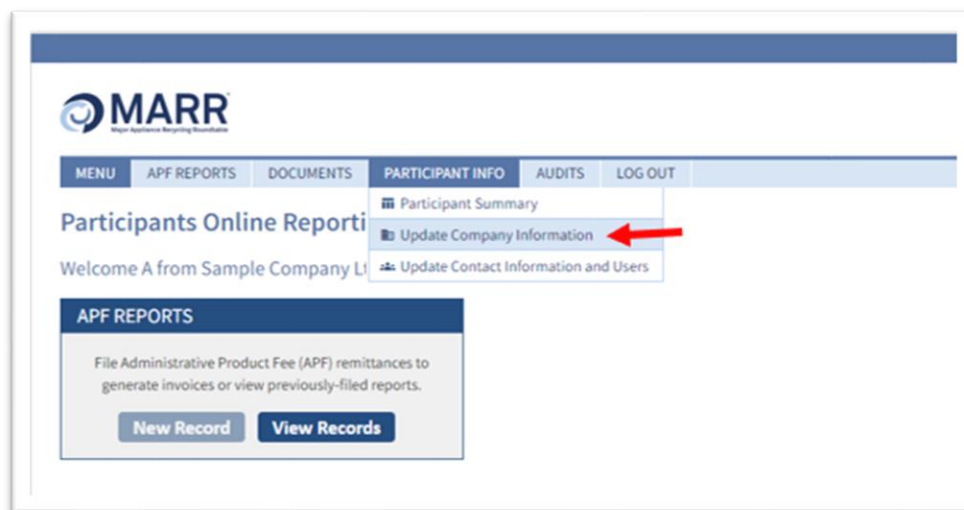 MARR
Major Appliance Recycling Roundtable
MENU APF REPORTS DOCUMENTS PARTICIPANT INFO AUDITS LOG OUT
Participant Summary
Participants Online Reporti
Update Company Information
Welcome A from Sample Company Lt
Update Contact Information and Users
APF REPORTS
File Administrative Product Fee (APF) remittances to
generate invoices or view previously-filed reports.
New Record View Records